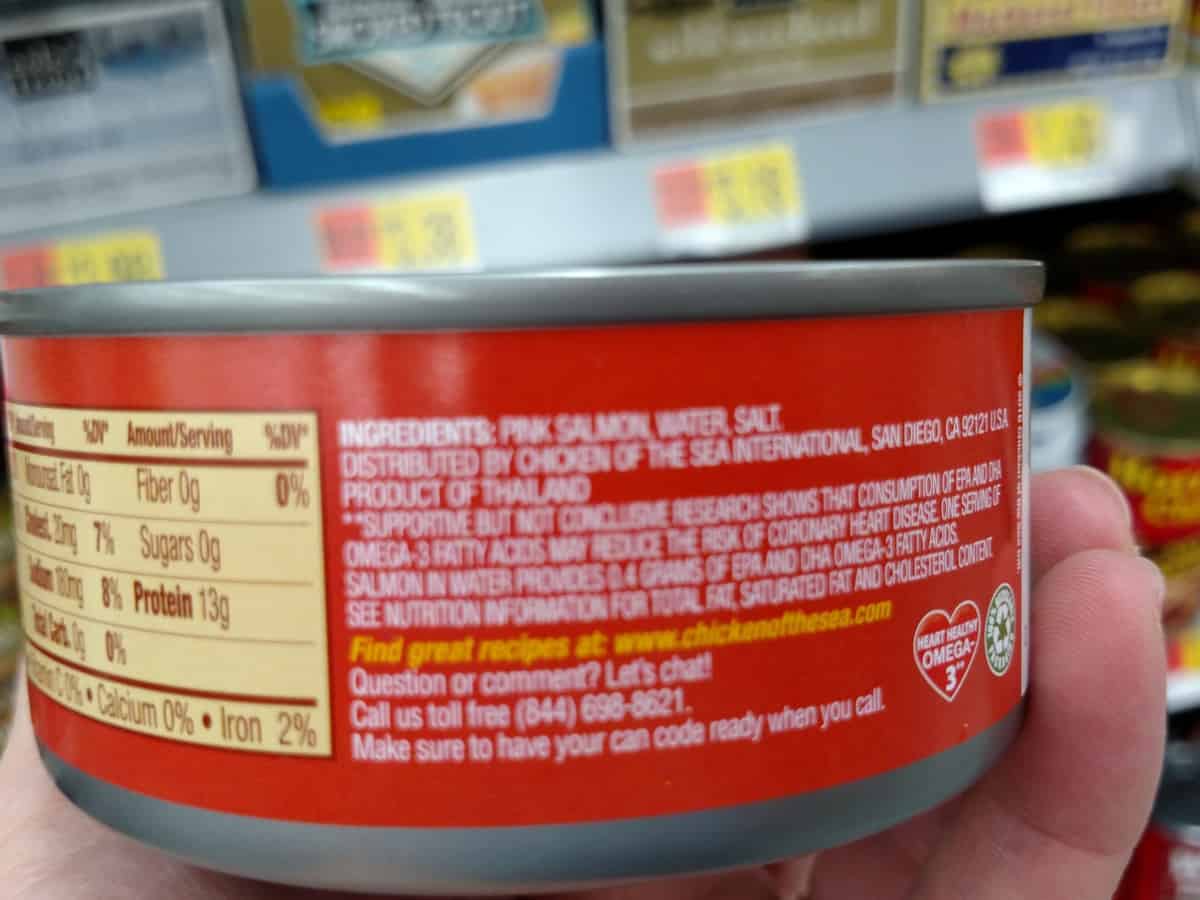 %DV* Amount/Serving %DV*
Fat 0g Fiber 0g 0%
7% Sugars 0g
8% Protein 13g
Carb. 0g 0%
0% • Calcium 0% • Iron 2%
INGREDIENTS: PINK SALMON, WATER, SALT.
DISTRIBUTED BY CHICKEN OF THE SEA INTERNATIONAL, SAN DIEGO, CA 92121 U.S.A.
PRODUCT OF THAILAND
**SUPPORTIVE BUT NOT CONCLUSIVE RESEARCH SHOWS THAT CONSUMPTION OF EPA AND DHA
OMEGA-3 FATTY ACIDS MAY REDUCE THE RISK OF CORONARY HEART DISEASE. ONE SERVING OF
SALMON IN WATER PROVIDES 0.4 GRAMS OF EPA AND DHA OMEGA-3 FATTY ACIDS.
SEE NUTRITION INFORMATION FOR TOTAL FAT, SATURATED FAT AND CHOLESTEROL CONTENT.
Find great recipes at: www.chickenofthesea.com
Question or comment? Let's chat!
Call us toll free (844) 698-8621.
Make sure to have your can code ready when you call.
HEART HEALTHY
OMEGA-
3**